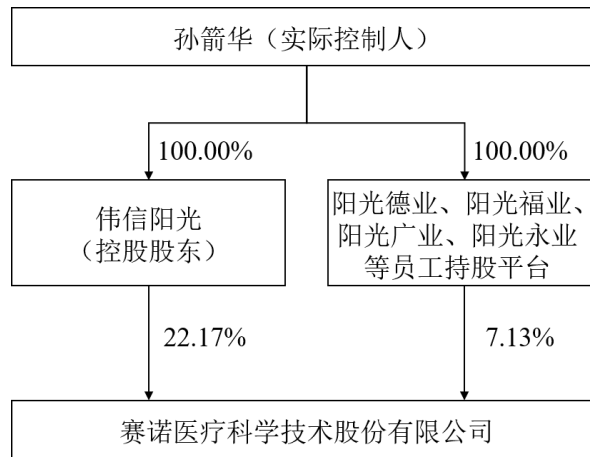 孙箭华（实际控制人）
100.00%
100.00%
伟信阳光
（控股股东）
阳光德业、阳光福业、
阳光广业、阳光永业
等员工持股平台
22.17%
7.13%
赛诺医疗科学技术股份有限公司